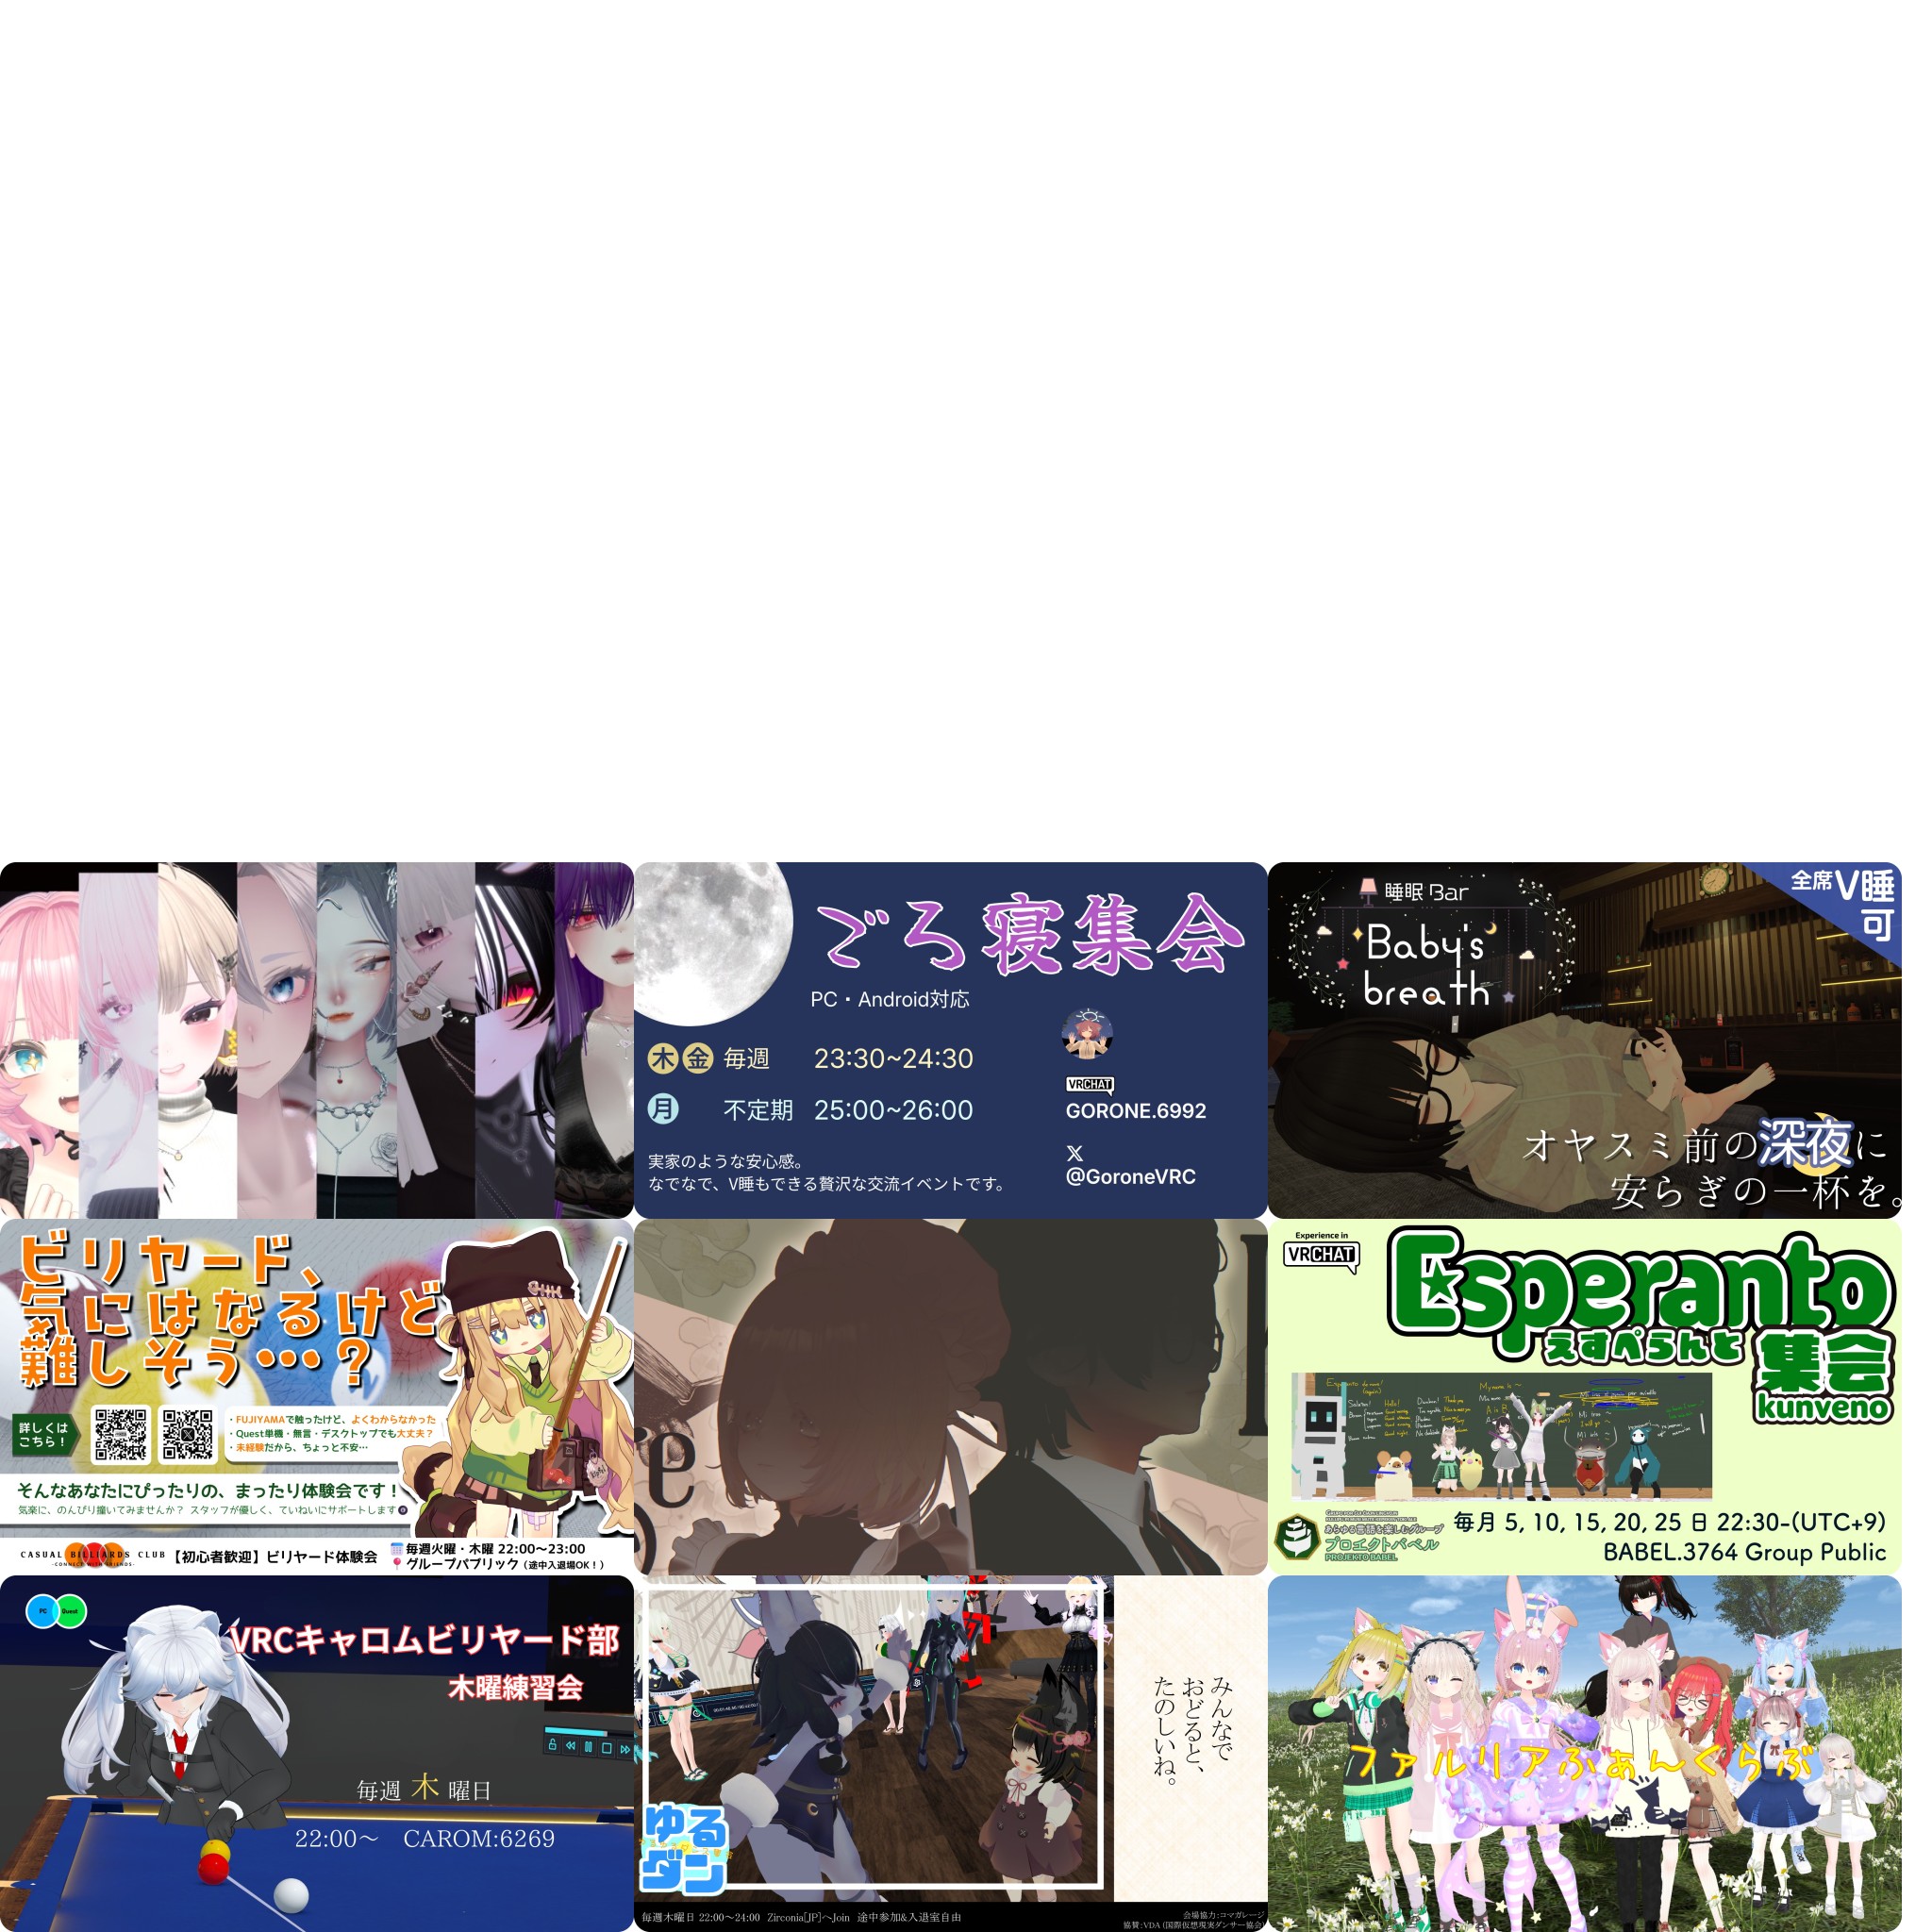 ごろ寝集会
PC・Android対応
木 金 毎週 23:30~24:30
月 不定期 25:00~26:00
実家のような安心感。
なでなで、V睡もできる贅沢な交流イベントです。
VRCHAT
GORONE.6992
X
@GoroneVRC
睡眠 Bar
Baby's
breath
全席V睡
可
オヤスミ前の深夜に
安らぎの一杯を。
ビリヤード、
気にはなるけど
難しそう…?
詳しくは
こちら!
・FUJIYAMAで触ったけど、よくわからなかった
・Quest単機・無言・デスクトップでも大丈夫?
・未経験だから、ちょっと不安…
そんなあなたにぴったりの、まったり体験会です!
気楽に、のんびり撞いてみませんか? スタッフが優しく、ていねいにサポートします
CASUAL BILLIARDS CLUB
-CONNECT WITH FRIENDS-
【初心者歓迎】ビリヤード体験会
毎週火曜・木曜 22:00〜23:00
グループパブリック(途中入退場OK!)
e
Experience in
VRCHAT
Esperanto
えすぺらんと
集会
kunveno
あらゆる言語を楽しむグループ
プロエクトバベル
PROJEKTO BABEL
毎月 5, 10, 15, 20, 25 日 22:30-(UTC+9)
BABEL.3764 Group Public
PC Quest
VRCキャロムビリヤード部
木曜練習会
毎週 木 曜日
22:00〜 CAROM:6269
みんなで
おどると、
たのしいね。
ゆる
ダン
毎週木曜日 22:00〜24:00 Zirconia[JP]へJoin 途中参加&入退室自由
会場協力:コマガレージ
協賛:VDA (国際仮想現実ダンサー協会)
ファルリアふぁんくらぶ